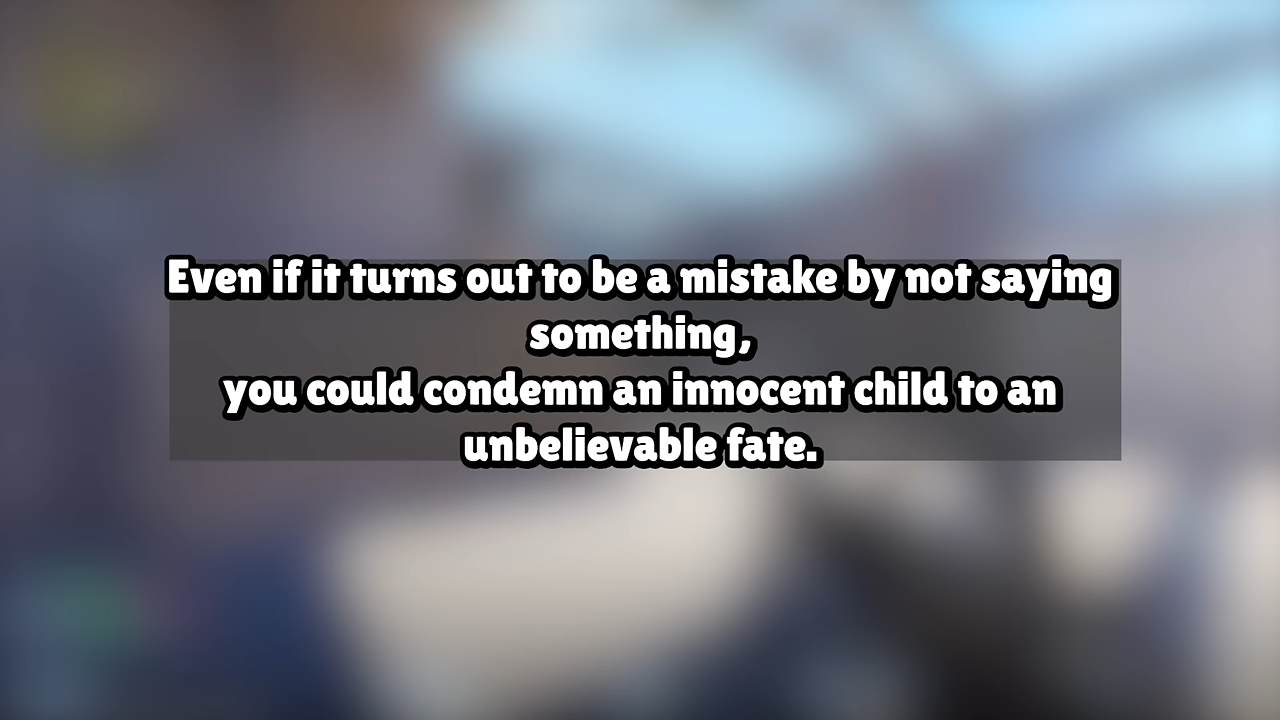 Even if it turns out to be a mistake by not saying
something,
you could condemn an innocent child to an
unbelievable fate.